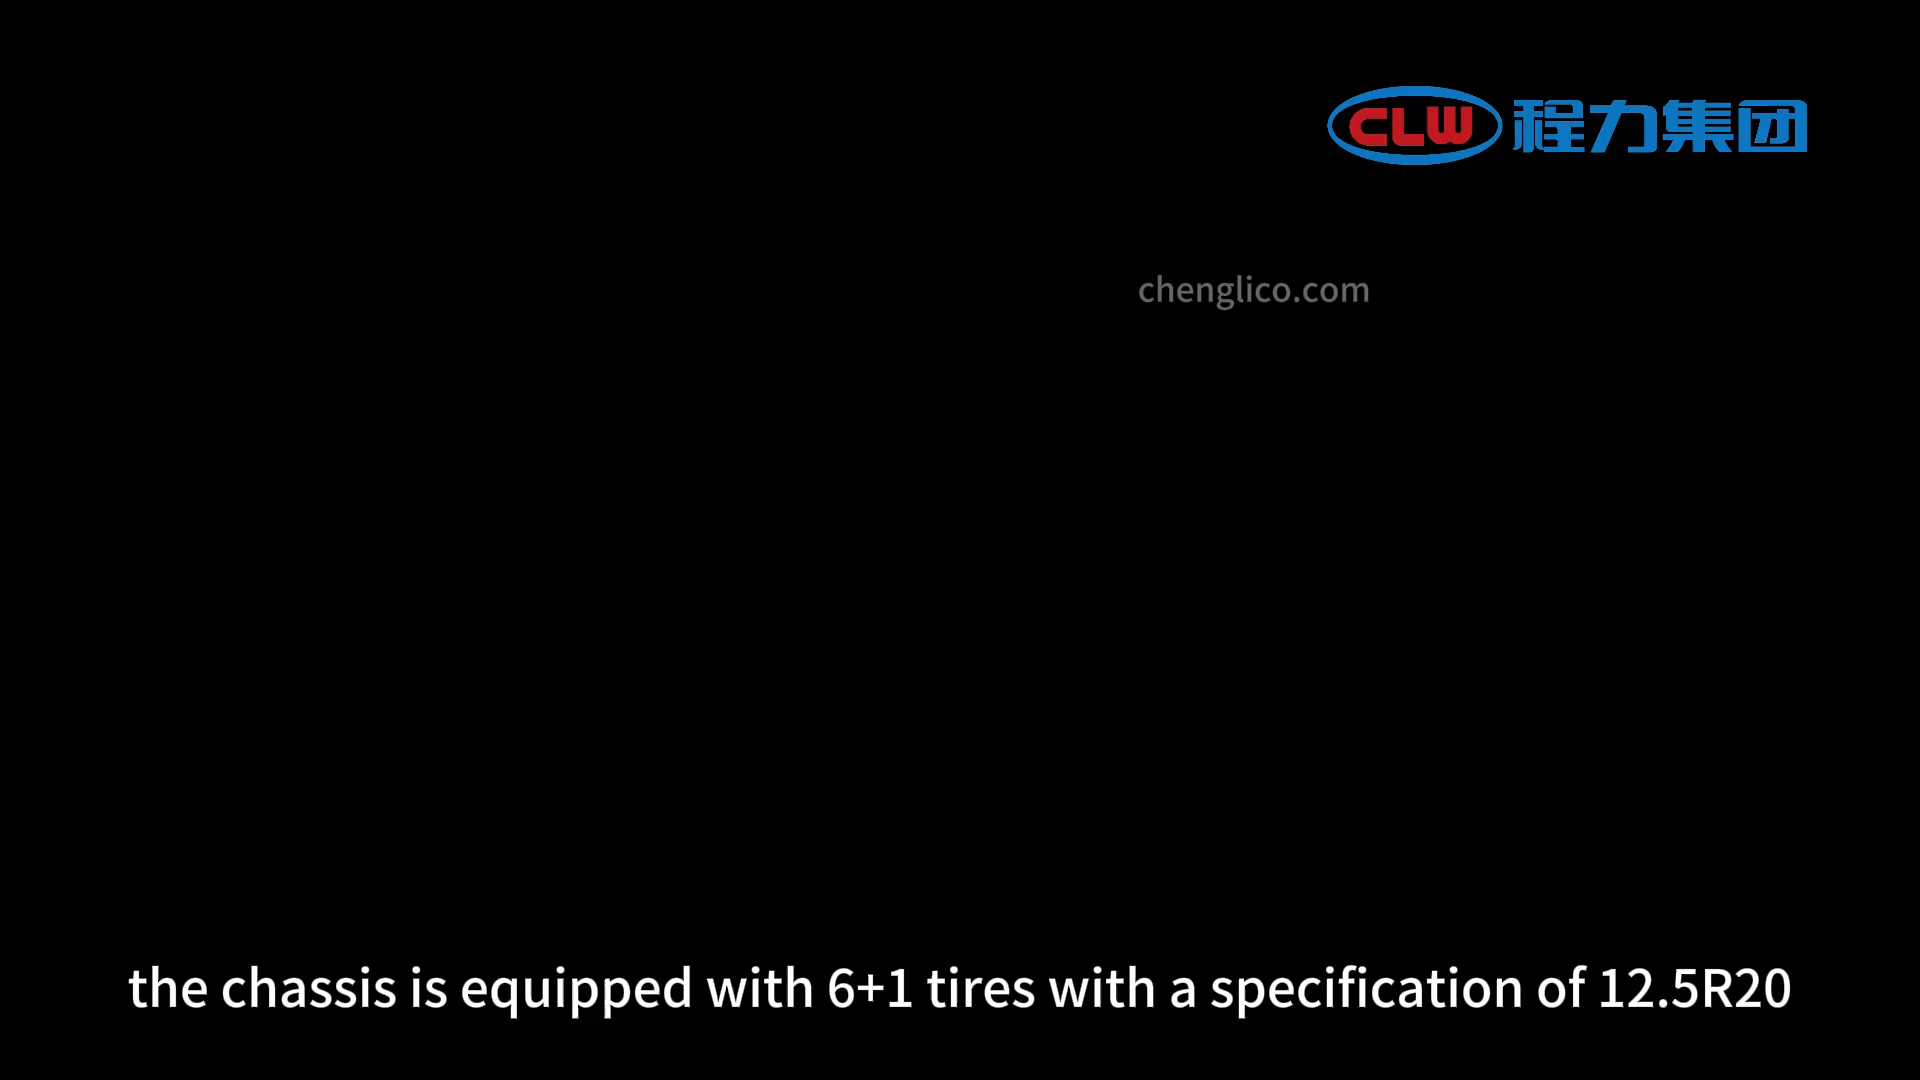 CLW 程力集团
chenglico.com
the chassis is equipped with 6+1 tires with a specification of 12.5R20